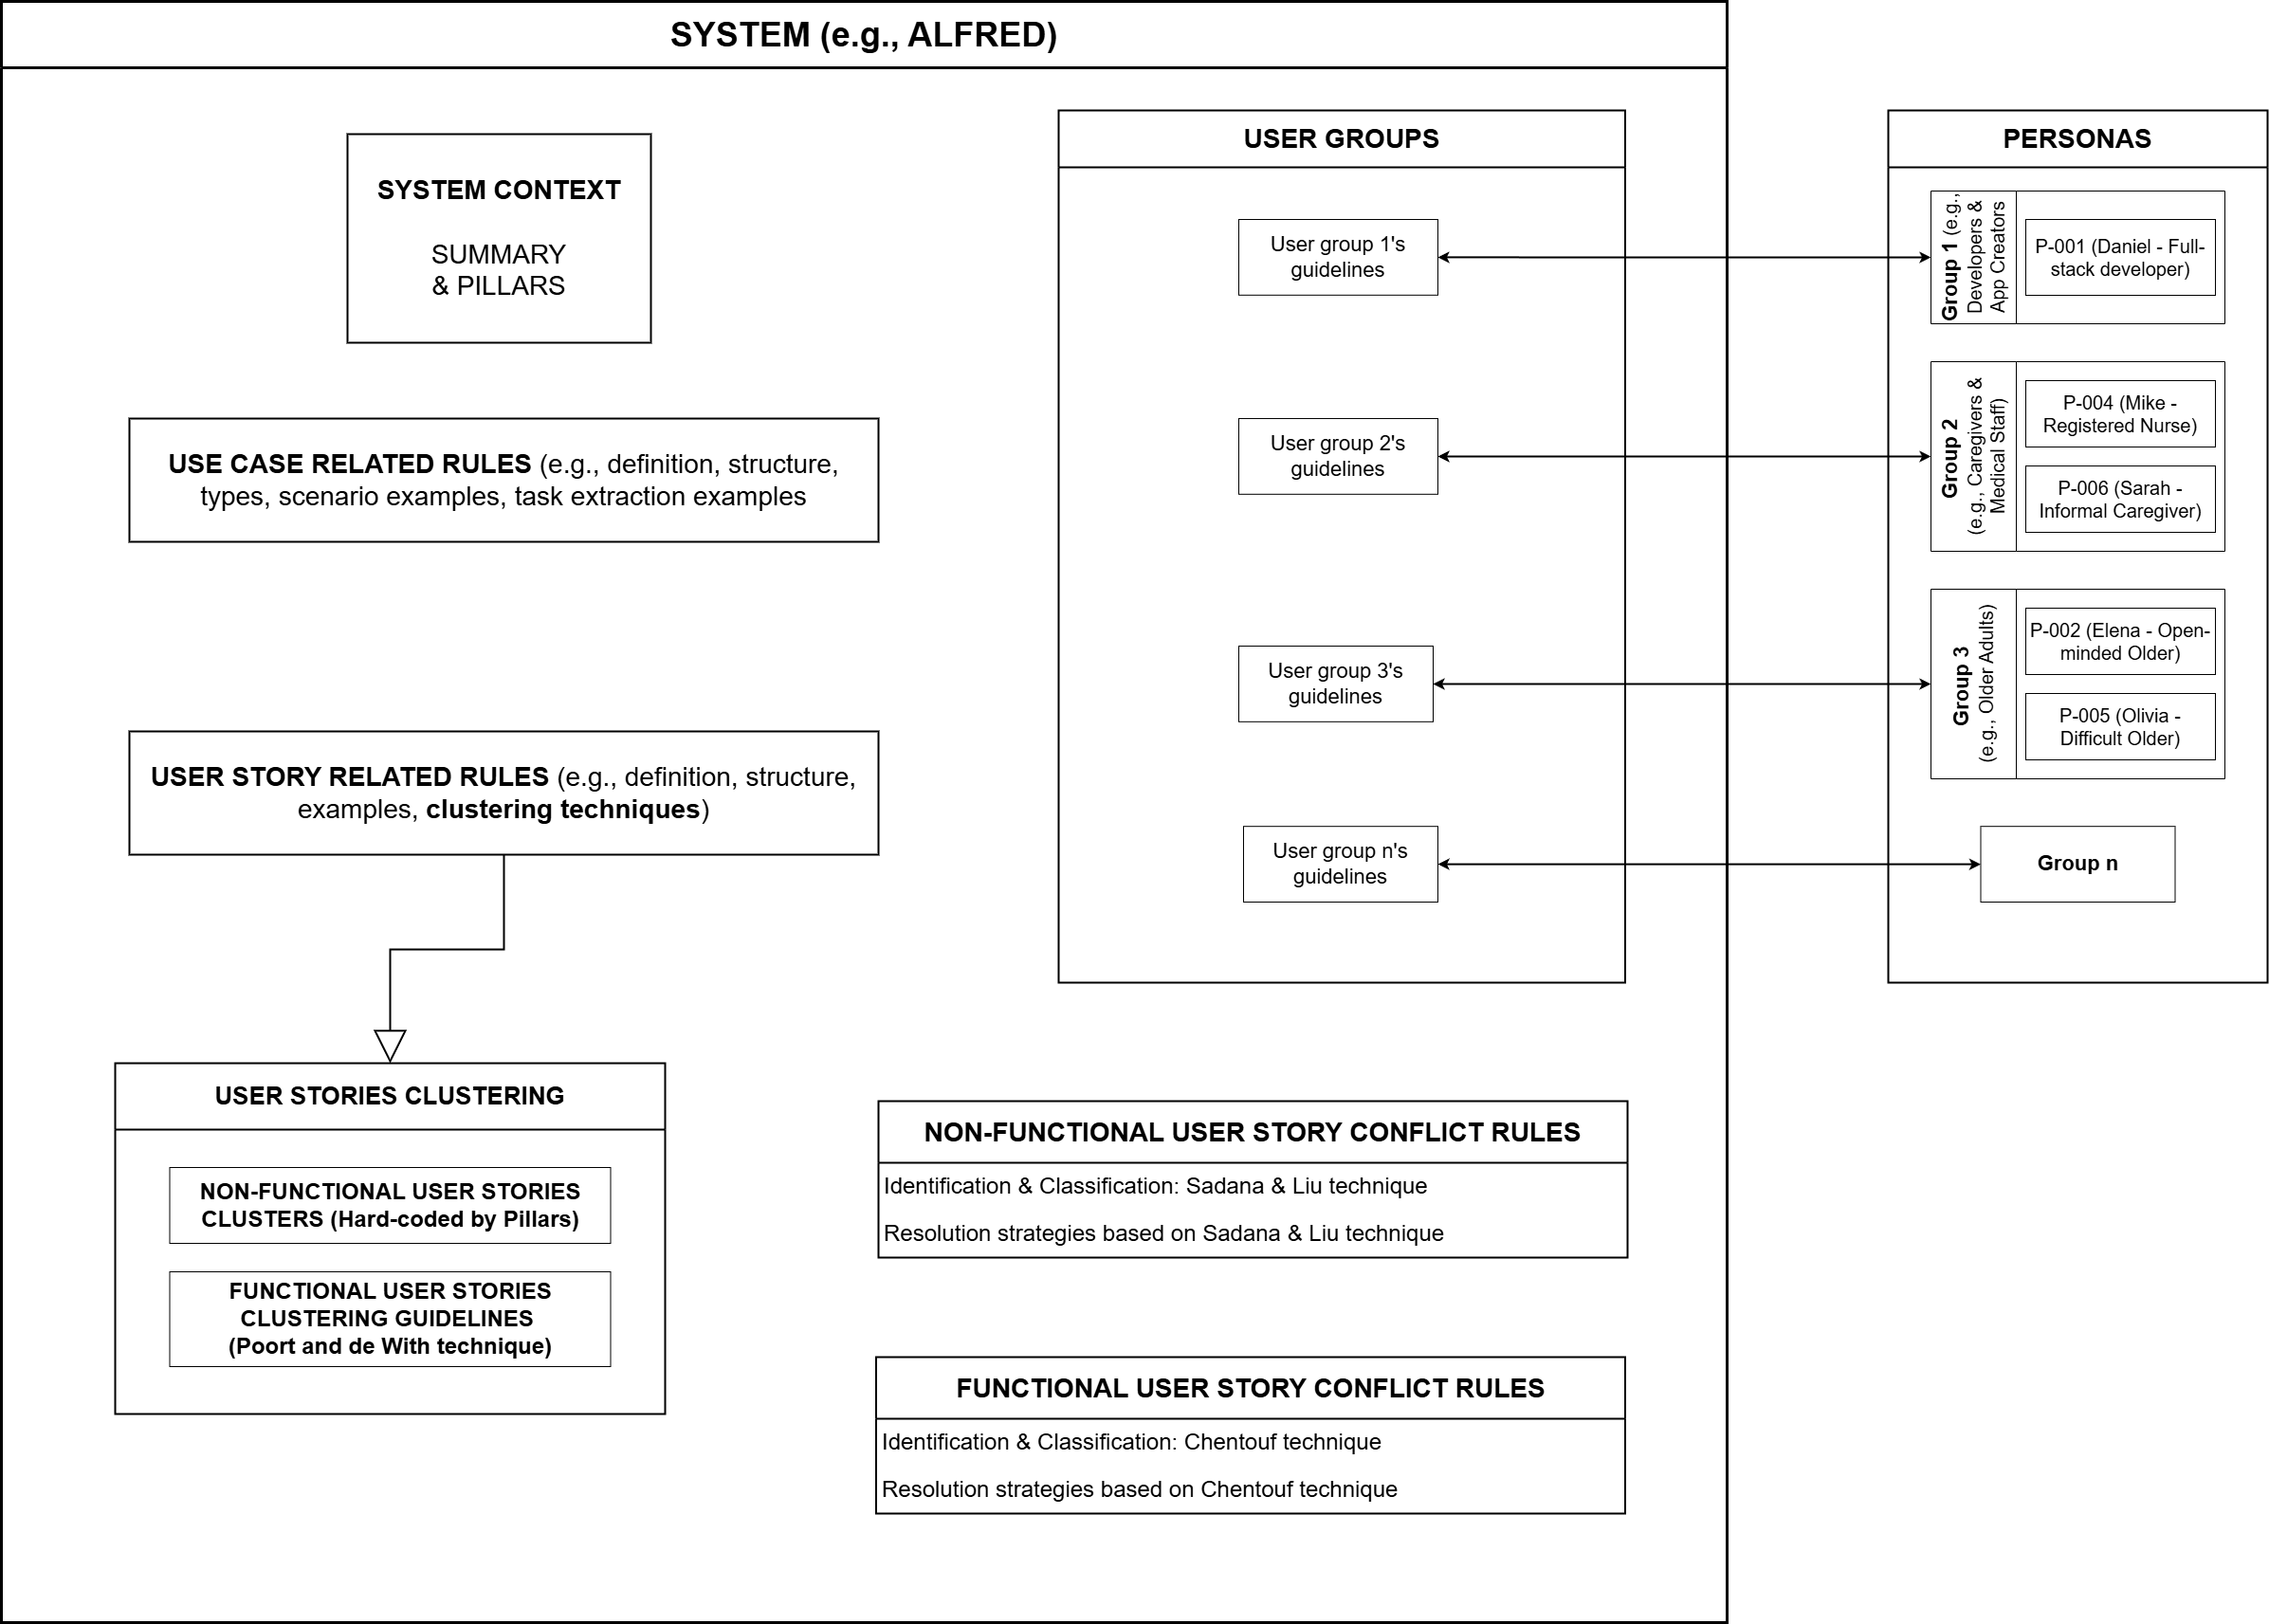 SYSTEM (e.g., ALFRED)
SYSTEM CONTEXT
SUMMARY
& PILLARS
USE CASE RELATED RULES (e.g., definition, structure,
types, scenario examples, task extraction examples
USER STORY RELATED RULES (e.g., definition, structure,
examples, clustering techniques)
USER STORIES CLUSTERING
NON-FUNCTIONAL USER STORIES
CLUSTERS (Hard-coded by Pillars)
FUNCTIONAL USER STORIES
CLUSTERING GUIDELINES
(Poort and de With technique)
USER GROUPS
User group 1's
guidelines
User group 2's
guidelines
User group 3's
guidelines
User group n's
guidelines
NON-FUNCTIONAL USER STORY CONFLICT RULES
Identification & Classification: Sadana & Liu technique
Resolution strategies based on Sadana & Liu technique
FUNCTIONAL USER STORY CONFLICT RULES
Identification & Classification: Chentouf technique
Resolution strategies based on Chentouf technique
PERSONAS
Group 1 (e.g.,
Developers &
App Creators
P-001 (Daniel - Full-
stack developer)
Group 2
(e.g., Caregivers &
Medical Staff)
P-004 (Mike -
Registered Nurse)
P-006 (Sarah -
Informal Caregiver)
Group 3
(e.g., Older Adults)
P-002 (Elena - Open-
minded Older)
P-005 (Olivia -
Difficult Older)
Group n